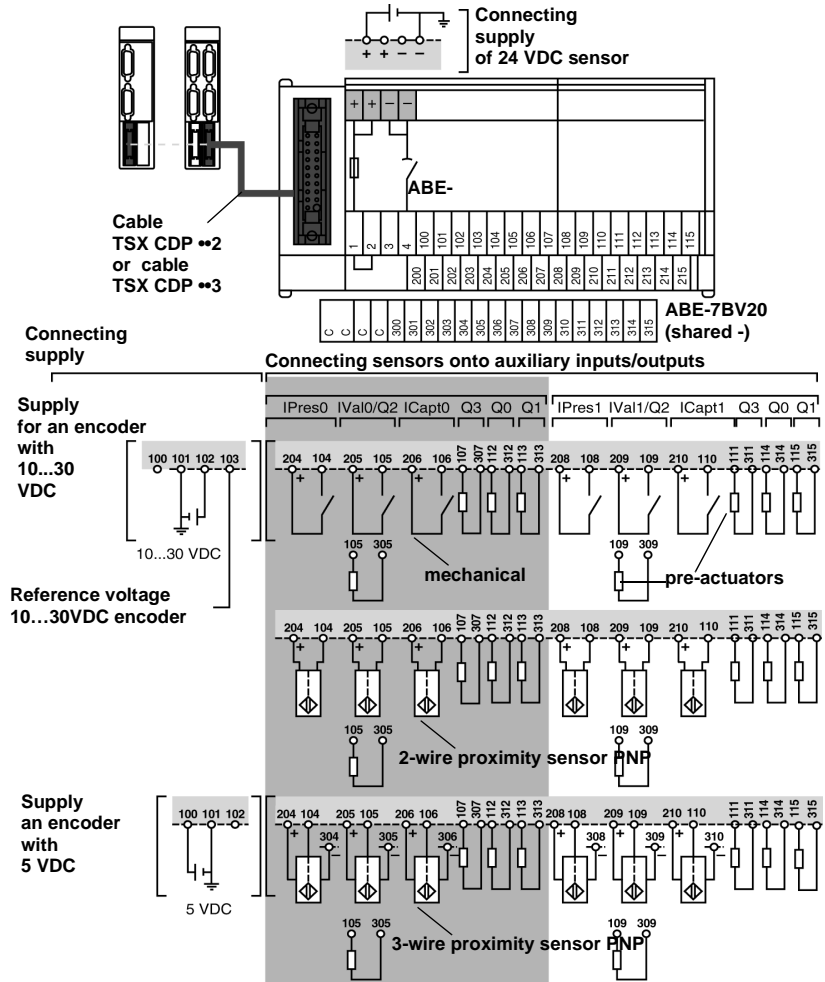 Connecting
supply
of 24 VDC sensor
+ + – –
+ + – –
ABE-
Cable
TSX CDP ••2
or cable
TSX CDP ••3
1 2 3 4 100 101 102 103 104 105 106 107 108 109 110 111 112 113 114 115
200 201 202 203 204 205 206 207 208 209 210 211 212 213 214 215
C C C C 300 301 302 303 304 305 306 307 308 309 310 311 312 313 314 315
ABE-7BV20
(shared -)
Connecting
supply
Connecting sensors onto auxiliary inputs/outputs
Supply
for an encoder
with
10...30
VDC
IPres0 IVal0/Q2 ICapt0 Q3 Q0 Q1 IPres1 IVal1/Q2 ICapt1 Q3 Q0 Q1
100 101 102 103
204 104 205 105 206 106 107 307 112 312 113 313 208 108 209 109 210 110 111 311 114 314 115 315
+ + + + + +
10...30 VDC
105 305
109 309
mechanical
pre-actuators
Reference voltage
10…30VDC encoder
204 104 205 105 206 106 107 307 112 312 113 313 208 108 209 109 210 110 111 311 114 314 115 315
+ + + + + +
105 305
109 309
2-wire proximity sensor PNP
Supply
an encoder
with
5 VDC
100 101 102
204 104 205 105 206 106 107 307 112 312 113 313 208 108 209 109 210 110 111 311 114 314 115 315
+ 304 – + 305 – + 306 – + 308 – + 309 – + 310 –
5 VDC
105 305
109 309
3-wire proximity sensor PNP